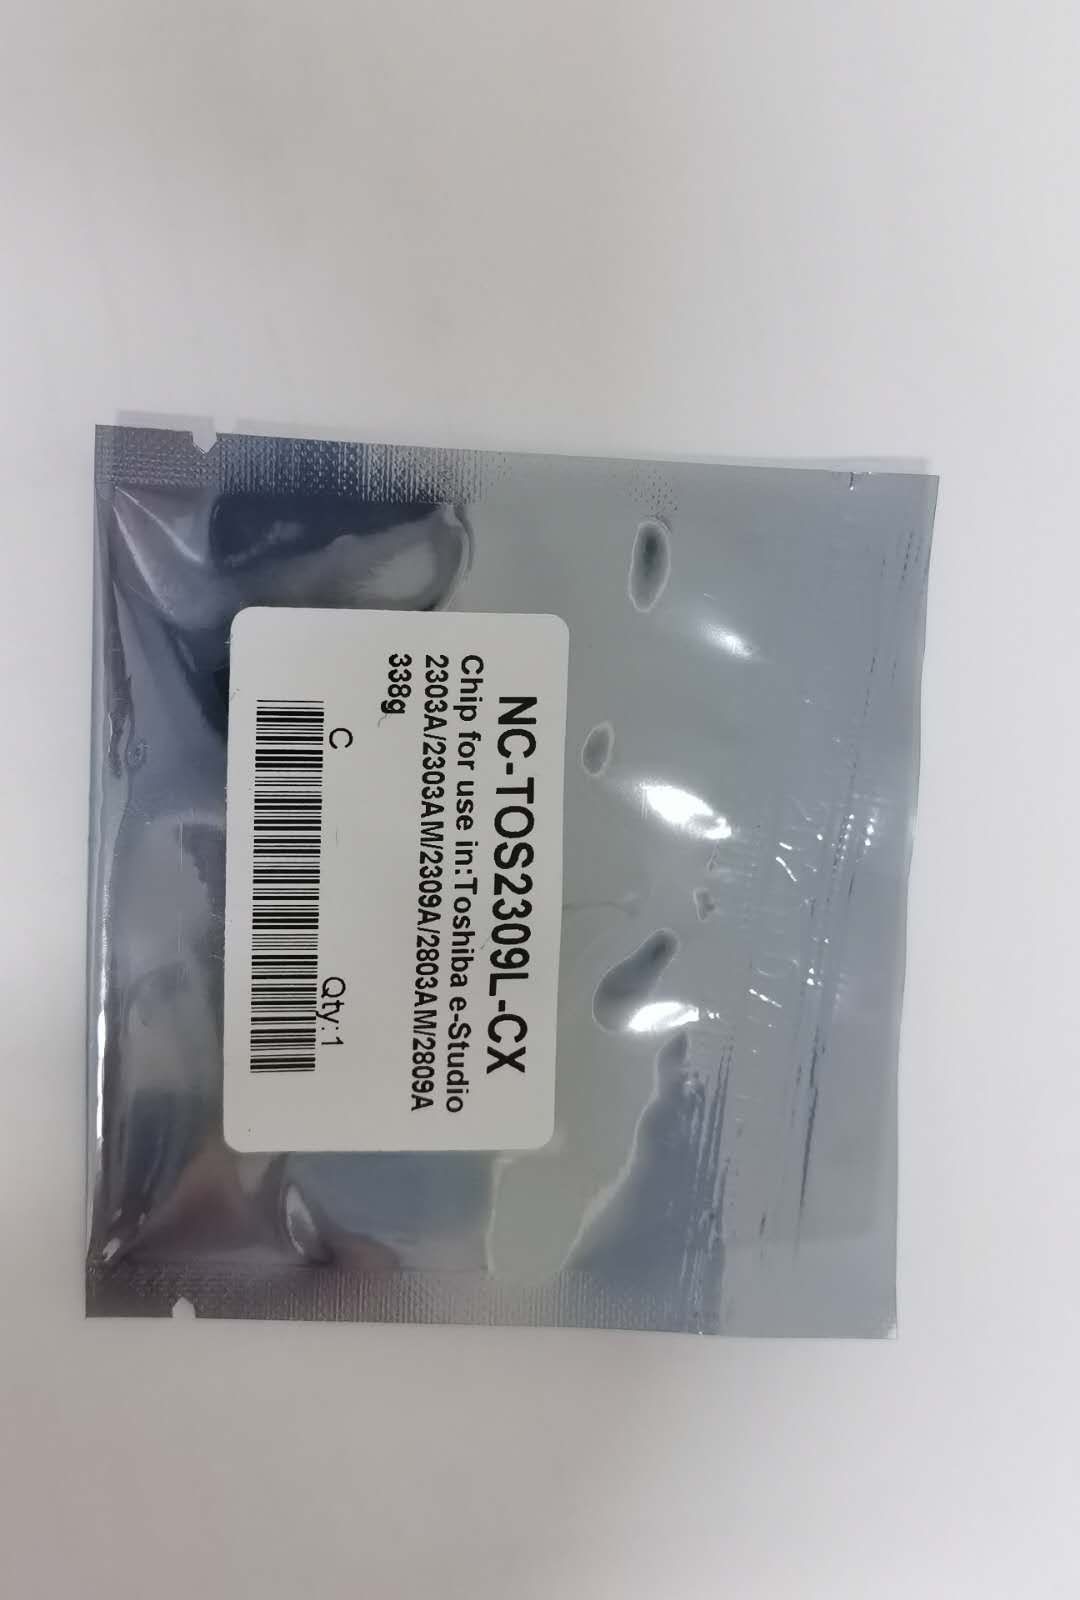 NC-TOS2309L-CX
Chip for use in:Toshiba e-Studio
2303A/2303AM/2309A/2803AM/2809A
338g
C Qty:1